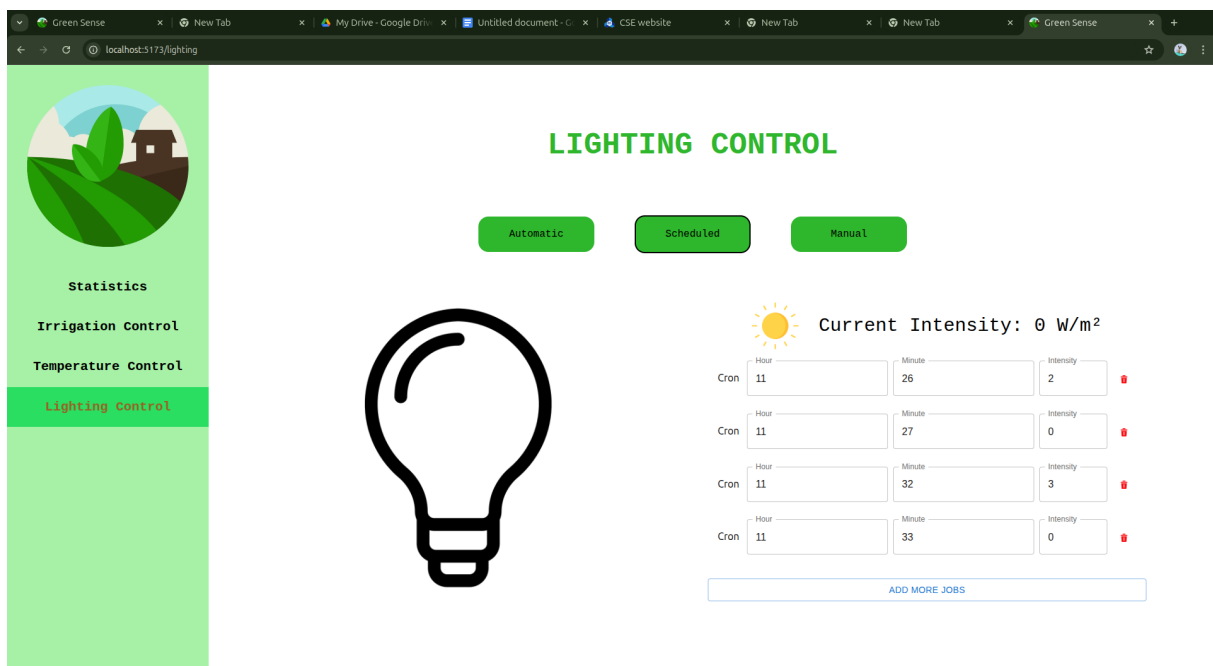 Green Sense
New Tab
My Drive - Google Driv
Untitled document - G
CSE website
New Tab
New Tab
Green Sense
localhost:5173/lighting
Statistics
Irrigation Control
Temperature Control
Lighting Control
LIGHTING CONTROL
Automatic Scheduled Manual
Current Intensity: 0 W/m²
Hour Minute Intensity
Cron 11 26 2
Hour Minute Intensity
Cron 11 27 0
Hour Minute Intensity
Cron 11 32 3
Hour Minute Intensity
Cron 11 33 0
ADD MORE JOBS